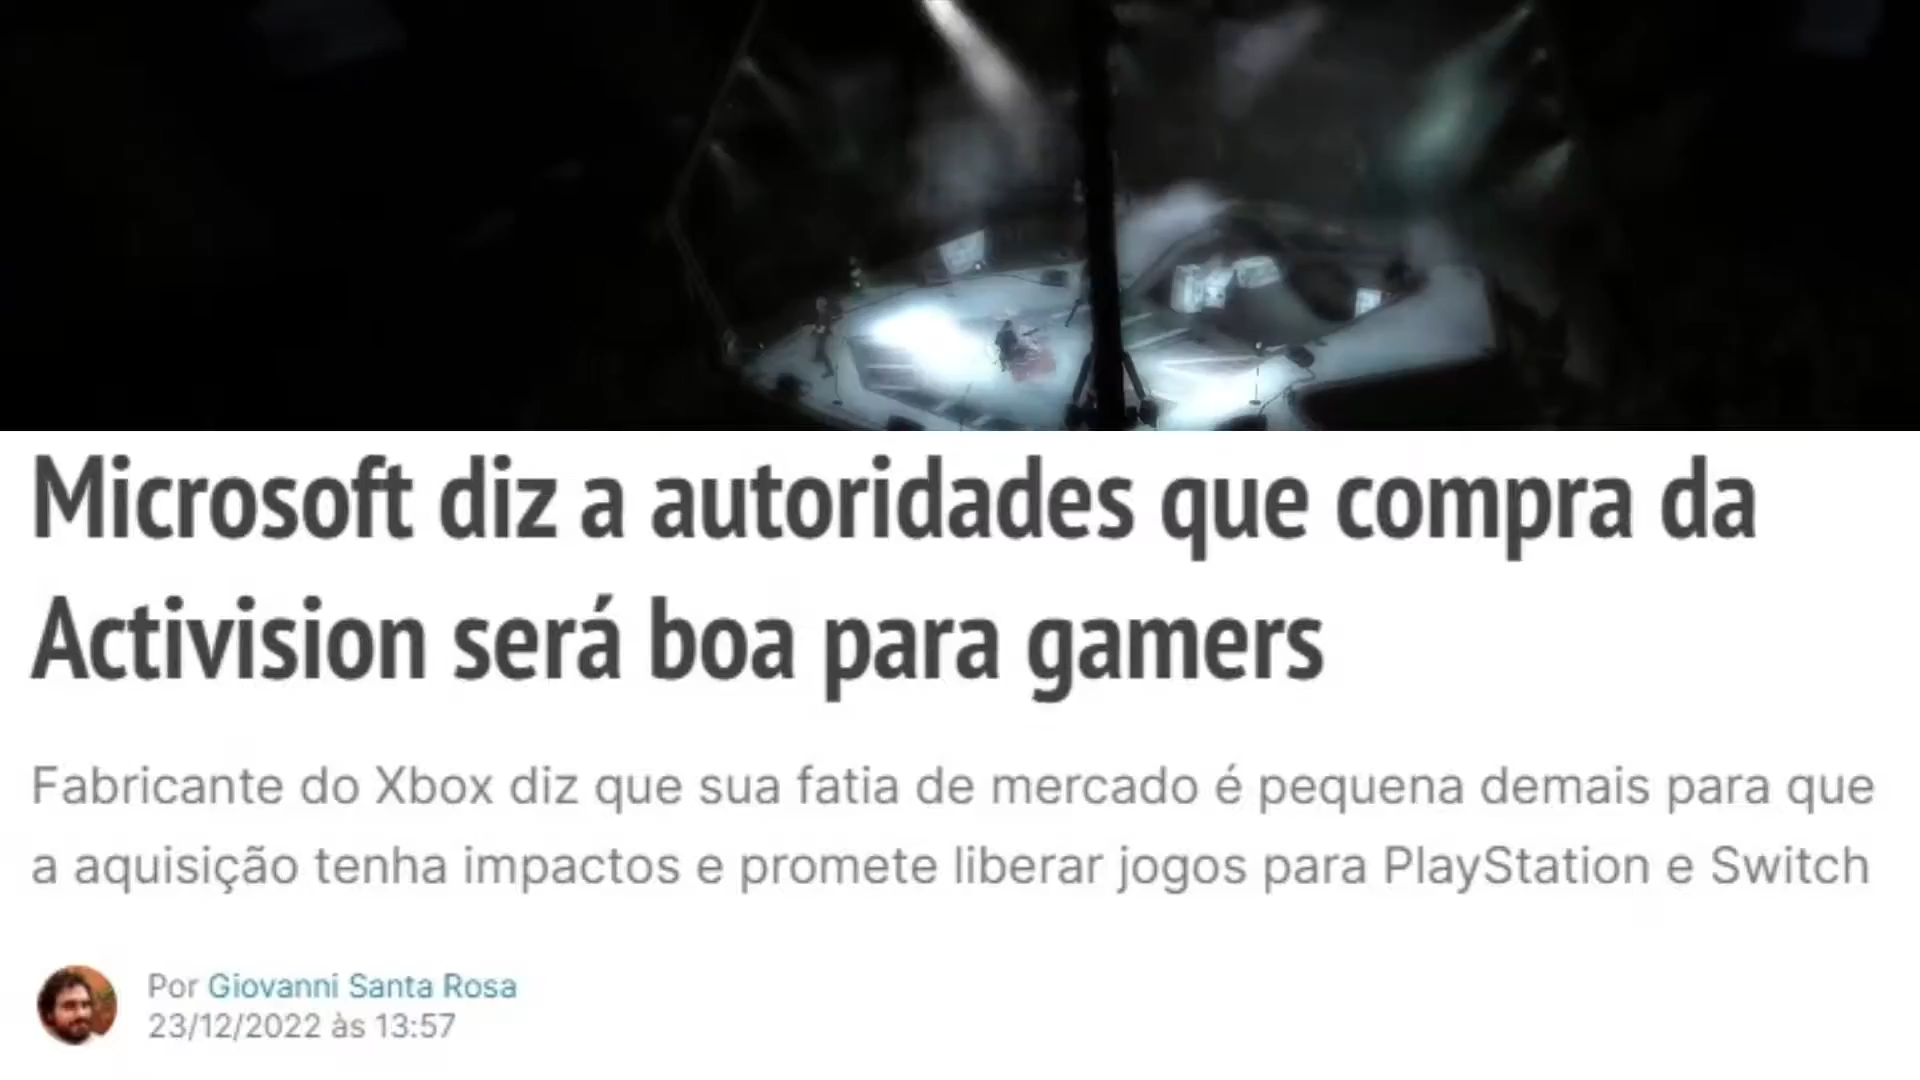 Microsoft diz a autoridades que compra da
Activision será boa para gamers
Fabricante do Xbox diz que sua fatia de mercado é pequena demais para que
a aquisição tenha impactos e promete liberar jogos para PlayStation e Switch
Por Giovanni Santa Rosa
23/12/2022 às 13:57